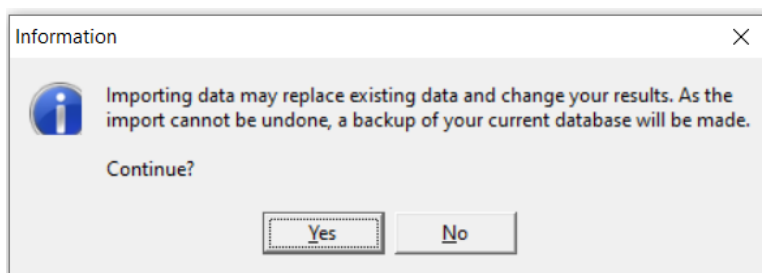 Information
Importing data may replace existing data and change your results. As the
import cannot be undone, a backup of your current database will be made.
Continue?
Yes
No